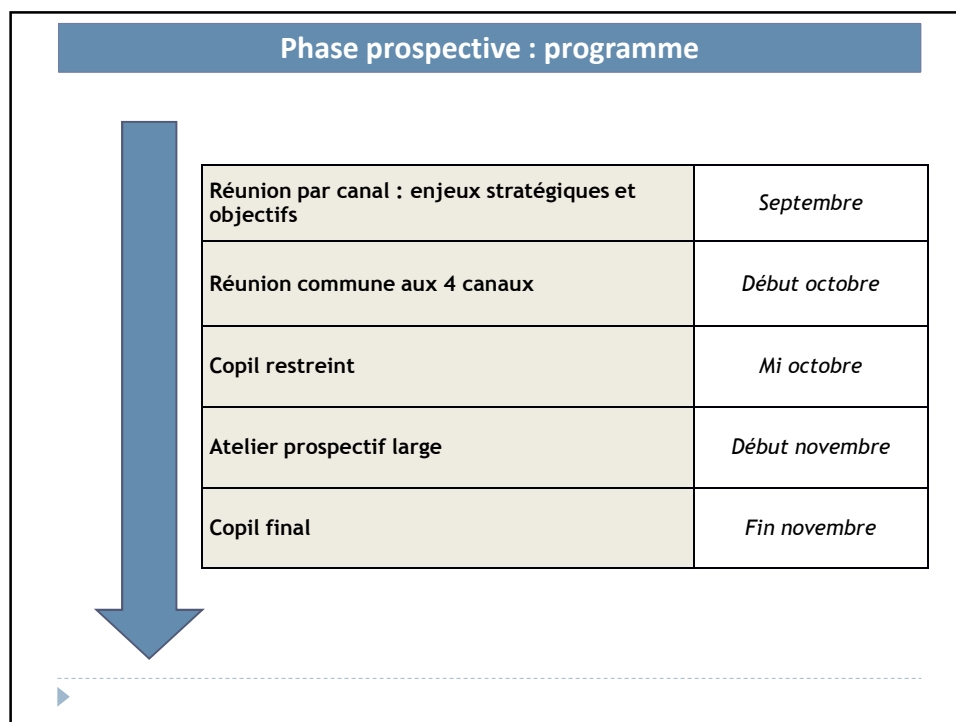 Phase prospective : programme
Réunion par canal : enjeux stratégiques et
objectifs
Septembre
Réunion commune aux 4 canaux
Début octobre
Copil restreint
Mi octobre
Atelier prospectif large
Début novembre
Copil final
Fin novembre